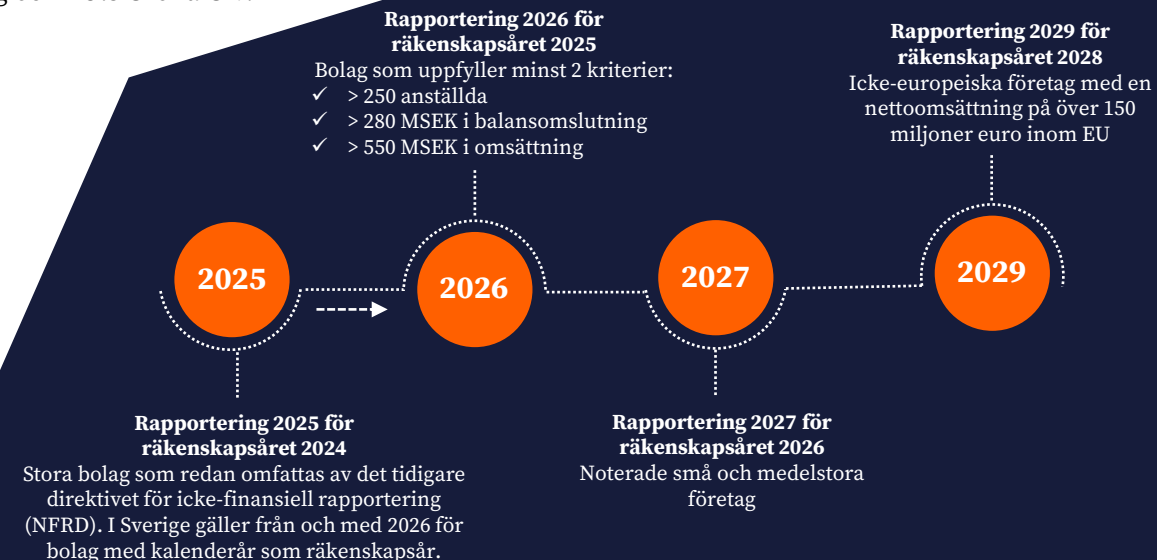 Rapportering 2026 för
räkenskapsåret 2025
Bolag som uppfyller minst 2 kriterier:
✓ > 250 anställda
✓ > 280 MSEK i balansomslutning
✓ > 550 MSEK i omsättning
Rapportering 2029 för
räkenskapsåret 2028
Icke-europeiska företag med en
nettoomsättning på över 150
miljoner euro inom EU
2025
2026
2027
2029
Rapportering 2025 för
räkenskapsåret 2024
Stora bolag som redan omfattas av det tidigare
direktivet för icke-finansiell rapportering
(NFRD). I Sverige gäller från och med 2026 för
bolag med kalenderår som räkenskapsår.
Rapportering 2027 för
räkenskapsåret 2026
Noterade små och medelstora
företag